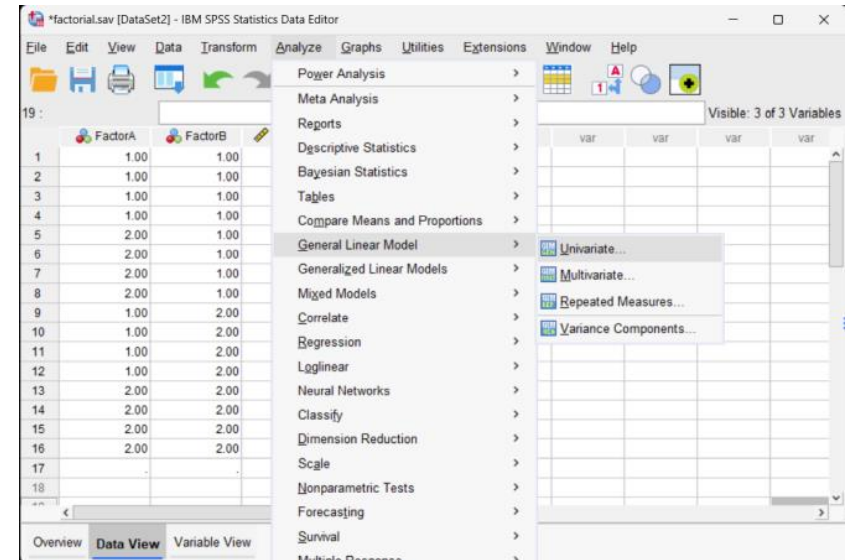 *factorial.sav [DataSet2] - IBM SPSS Statistics Data Editor
File Edit View Data Transform Analyze Graphs Utilities Extensions Window Help
19 :
Visible: 3 of 3 Variables
FactorA FactorB var var var var
1 1.00 1.00
2 1.00 1.00
3 1.00 1.00
4 1.00 1.00
5 2.00 1.00
6 2.00 1.00
7 2.00 1.00
8 2.00 1.00
9 1.00 2.00
10 1.00 2.00
11 1.00 2.00
12 1.00 2.00
13 2.00 2.00
14 2.00 2.00
15 2.00 2.00
16 2.00 2.00
17 . .
18
Power Analysis
Meta Analysis
Reports
Descriptive Statistics
Bayesian Statistics
Tables
Compare Means and Proportions
General Linear Model
Generalized Linear Models
Mixed Models
Correlate
Regression
Loglinear
Neural Networks
Classify
Dimension Reduction
Scale
Nonparametric Tests
Forecasting
Survival
Multiple Response
Univariate...
Multivariate...
Repeated Measures...
Variance Components...
Overview Data View Variable View